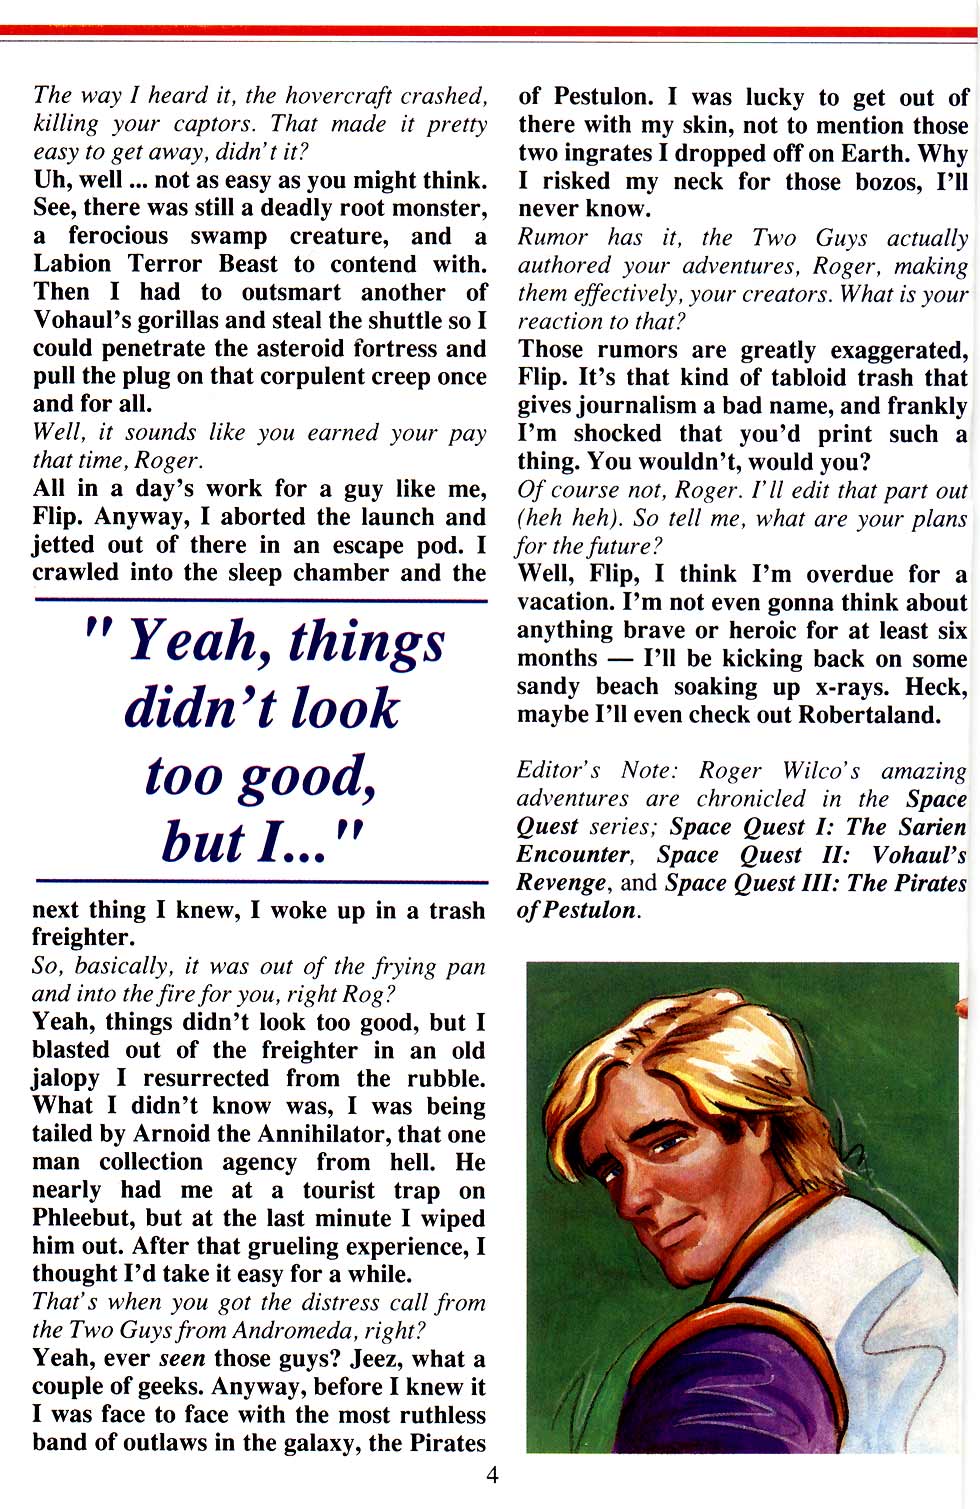 The way I heard it, the hovercraft crashed,
killing your captors. That made it pretty
easy to get away, didn't it?
Uh, well ... not as easy as you might think.
See, there was still a deadly root monster,
a ferocious swamp creature, and a
Labion Terror Beast to contend with.
Then I had to outsmart another of
Vohaul's gorillas and steal the shuttle so I
could penetrate the asteroid fortress and
pull the plug on that corpulent creep once
and for all.
Well, it sounds like you earned your pay
that time, Roger.
All in a day's work for a guy like me,
Flip. Anyway, I aborted the launch and
jetted out of there in an escape pod. I
crawled into the sleep chamber and the
"Yeah, things
didn't look
too good,
but I..."
next thing I knew, I woke up in a trash
freighter.
So, basically, it was out of the frying pan
and into the fire for you, right Rog?
Yeah, things didn't look too good, but I
blasted out of the freighter in an old
jalopy I resurrected from the rubble.
What I didn't know was, I was being
tailed by Arnoid the Annihilator, that one
man collection agency from hell. He
nearly had me at a tourist trap on
Phleebut, but at the last minute I wiped
him out. After that grueling experience, I
thought I'd take it easy for a while.
That's when you got the distress call from
the Two Guys from Andromeda, right?
Yeah, ever seen those guys? Jeez, what a
couple of geeks. Anyway, before I knew it
I was face to face with the most ruthless
band of outlaws in the galaxy, the Pirates
of Pestulon. I was lucky to get out of
there with my skin, not to mention those
two ingrates I dropped off on Earth. Why
I risked my neck for those bozos, I'll
never know.
Rumor has it, the Two Guys actually
authored your adventures, Roger, making
them effectively, your creators. What is your
reaction to that?
Those rumors are greatly exaggerated,
Flip. It's that kind of tabloid trash that
gives journalism a bad name, and frankly
I'm shocked that you'd print such a
thing. You wouldn't, would you?
Of course not, Roger. I'll edit that part out
(heh heh). So tell me, what are your plans
for the future?
Well, Flip, I think I'm overdue for a
vacation. I'm not even gonna think about
anything brave or heroic for at least six
months — I'll be kicking back on some
sandy beach soaking up x-rays. Heck,
maybe I'll even check out Robertaland.
Editor's Note: Roger Wilco's amazing
adventures are chronicled in the Space
Quest series; Space Quest I: The Sarien
Encounter, Space Quest II: Vohaul's
Revenge, and Space Quest III: The Pirates
of Pestulon.
4